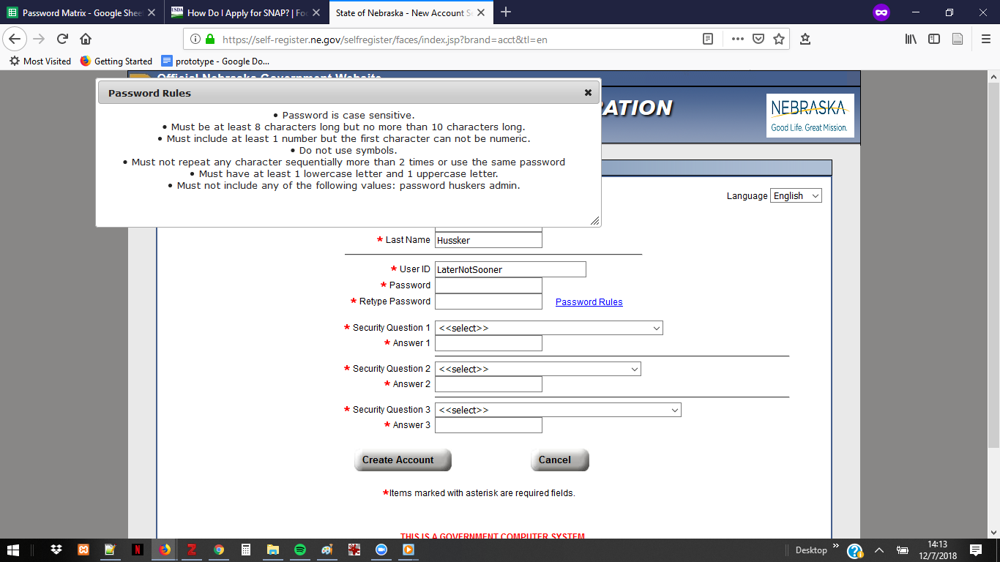 Password Matrix - Google Shee
How Do I Apply for SNAP? | Fo
State of Nebraska - New Account S
https://self-register.ne.gov/selfregister/faces/index.jsp?brand=acct&tl=en
Most Visited
Getting Started
prototype - Google Do...
Official Nebraska Government Website
RATION
NEBRASKA
Good Life. Great Mission.
Password Rules
• Password is case sensitive.
• Must be at least 8 characters long but no more than 10 characters long.
• Must include at least 1 number but the first character can not be numeric.
• Do not use symbols.
• Must not repeat any character sequentially more than 2 times or use the same password
• Must have at least 1 lowercase letter and 1 uppercase letter.
• Must not include any of the following values: password huskers admin.
Language English
* Last Name Hussker
* User ID LaterNotSooner
* Password
* Retype Password Password Rules
* Security Question 1 <<select>>
* Answer 1
* Security Question 2 <<select>>
* Answer 2
* Security Question 3 <<select>>
* Answer 3
Create Account Cancel
*Items marked with asterisk are required fields.
THIS IS A GOVERNMENT COMPUTER SYSTEM
Desktop
14:13
12/7/2018